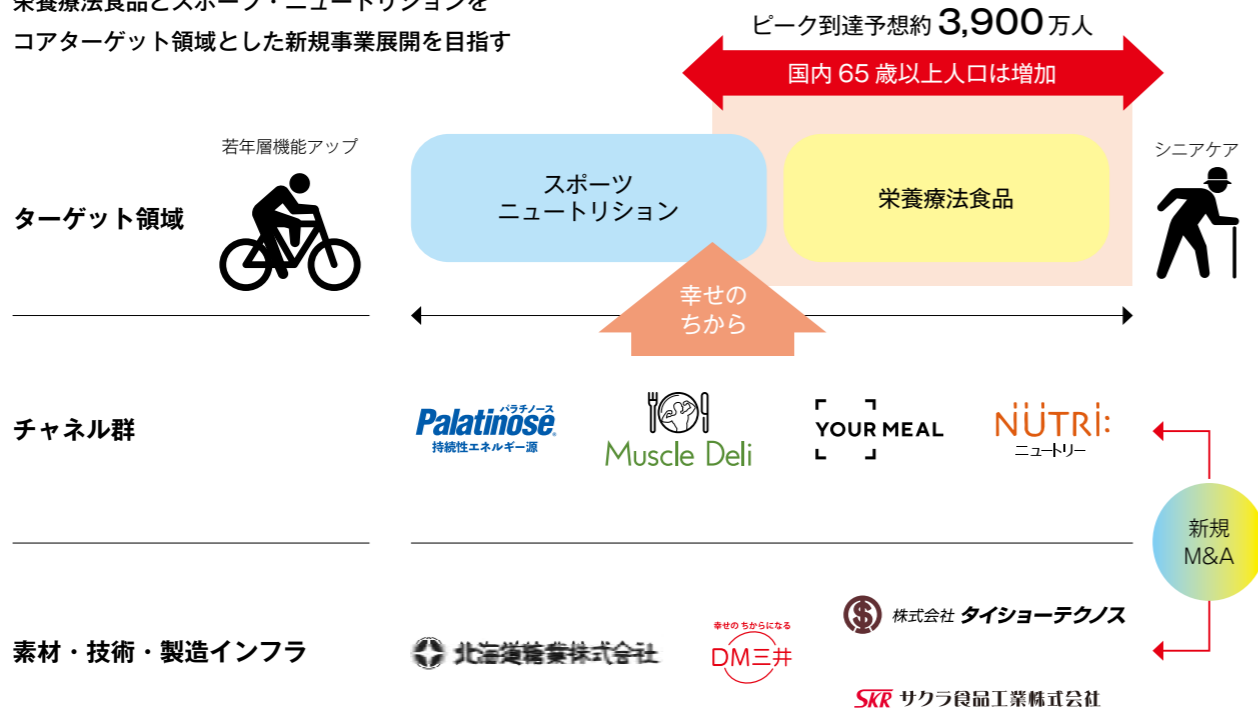 栄養療法食品とスポーツ・ニュートリションを
コアターゲット領域とした新規事業展開を目指す
ピーク到達予想約 3,900 万人
国内 65 歳以上人口は増加
若年層機能アップ
シニアケア
ターゲット領域
スポーツ
ニュートリション
栄養療法食品
幸せの
ちから
チャネル群
パラチノース
Palatinose®
持続性エネルギー源
Muscle Deli
YOUR MEAL
NUTRI:
ニュートリー
新規
M&A
素材・技術・製造インフラ
北海道糖業株式会社
幸せのちからになる
DM三井
株式会社 タイショーテクノス
SKR サクラ食品工業株式会社